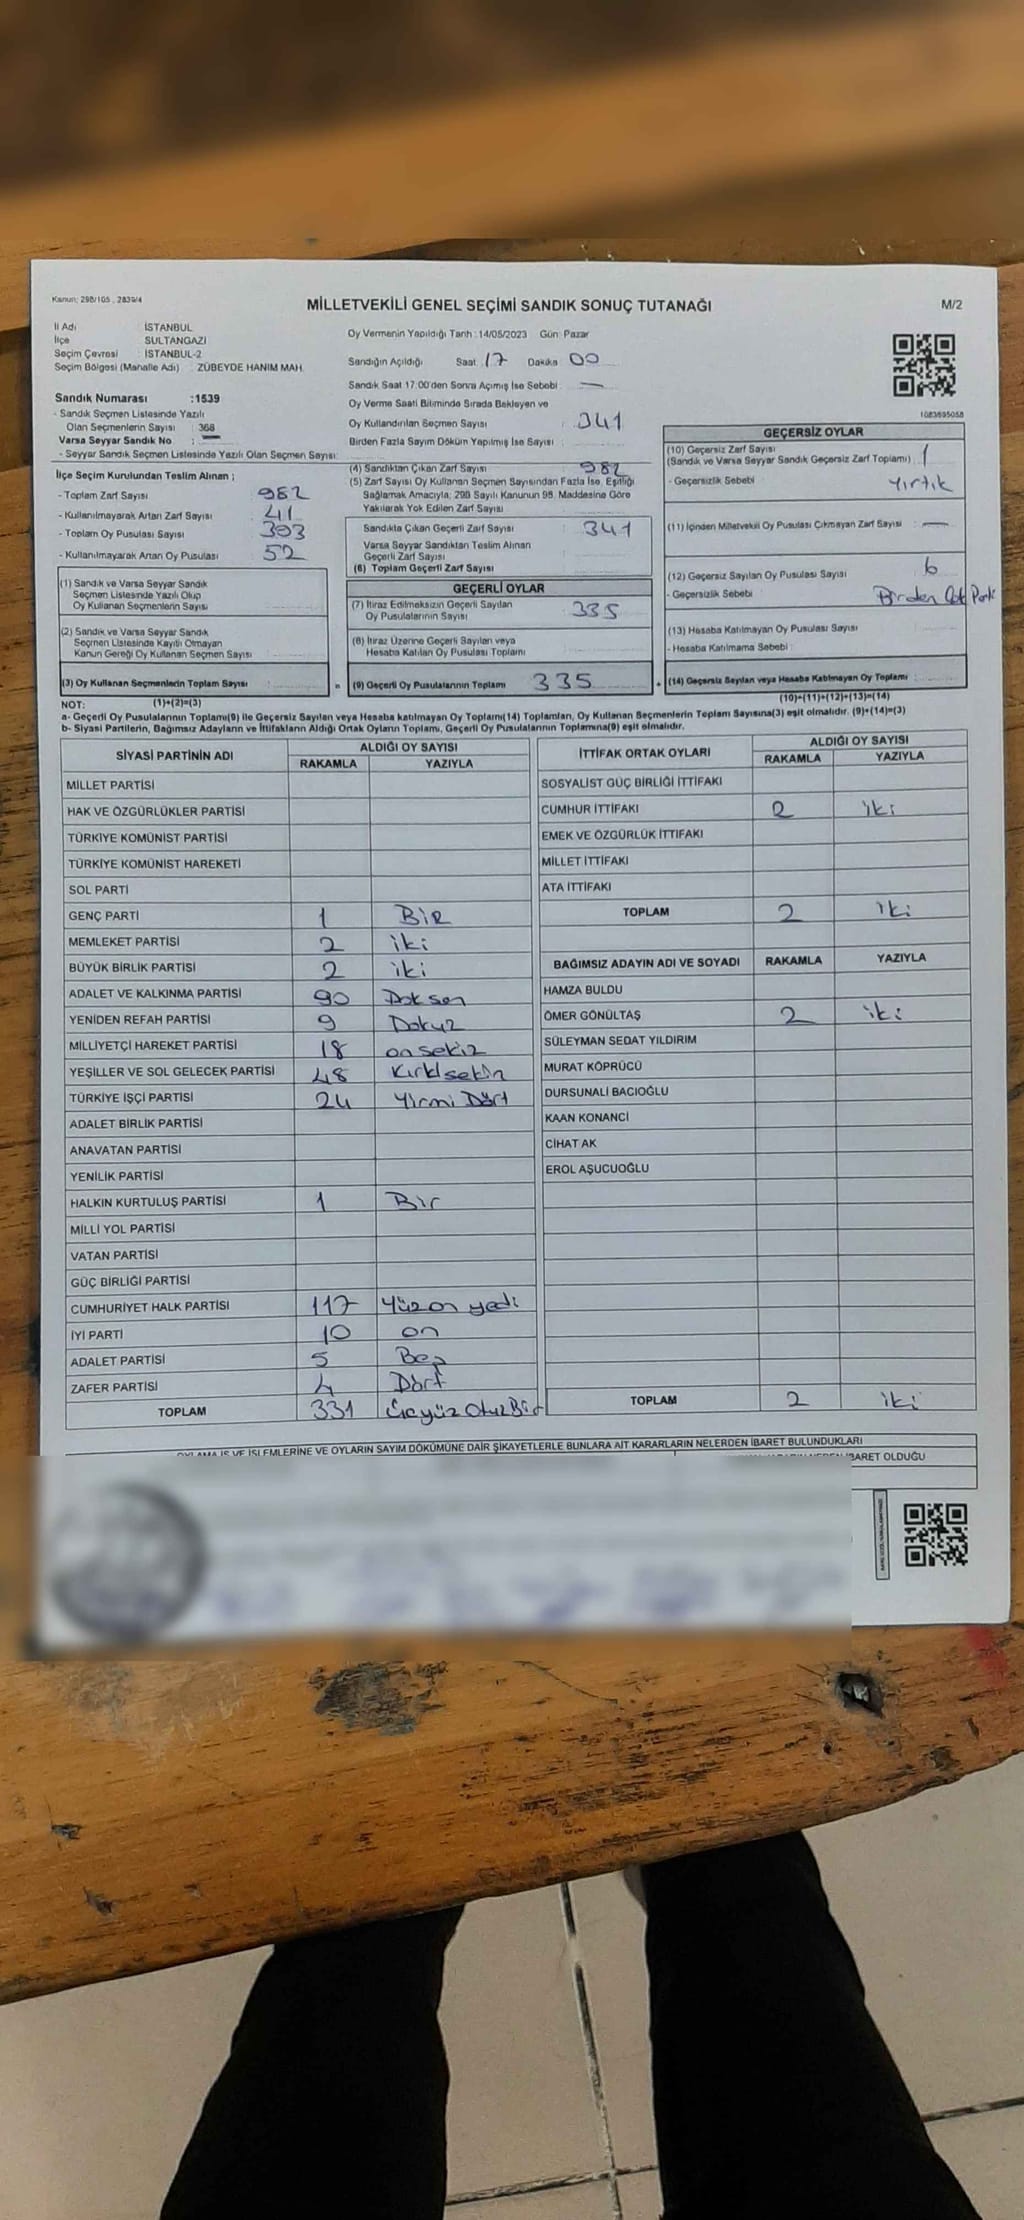 Kanun: 298/105 , 2839/4
MİLLETVEKİLİ GENEL SEÇİMİ SANDIK SONUÇ TUTANAĞI
M/2
İl Adı İSTANBUL
İlçe SULTANGAZİ
Seçim Çevresi : İSTANBUL-2
Seçim Bölgesi (Mahalle Adı) : ZÜBEYDE HANIM MAH.
Oy Vermenin Yapıldığı Tarih : 14/05/2023 Gün: Pazar
Sandığın Açıldığı Saat 17 Dakika 00
Sandık Saat 17:00'den Sonra Açımış İse Sebebi : —
Oy Verme Saati Bitiminde Sırada Bekleyen ve
Oy Kullandırılan Seçmen Sayısı : 341
Birden Fazla Sayım Döküm Yapılmış İse Sayısı :
1083695058
Sandık Numarası :1539
- Sandık Seçmen Listesinde Yazılı
Olan Seçmenlerin Sayısı : 368
Varsa Seyyar Sandık No : —
- Seyyar Sandık Seçmen Listesinde Yazılı Olan Seçmen Sayısı:
İlçe Seçim Kurulundan Teslim Alınan ;
- Toplam Zarf Sayısı 982
- Kullanılmayarak Artan Zarf Sayısı : 41
- Toplam Oy Pusulası Sayısı : 393
- Kullanılmayarak Artan Oy Pusulası : 52
(1) Sandık ve Varsa Seyyar Sandık
Seçmen Listesinde Yazılı Olup
Oy Kullanan Seçmenlerin Sayısı
(2) Sandık ve Varsa Seyyar Sandık
Seçmen Listesinde Kayıtlı Olmayan
Kanun Gereği Oy Kullanan Seçmen Sayısı
(3) Oy Kullanan Seçmenlerin Toplam Sayısı :
(4) Sandıktan Çıkan Zarf Sayısı : 982
(5) Zarf Sayısı Oy Kullanan Seçmen Sayısından Fazla İse, Eşitliği
Sağlamak Amacıyla, 298 Sayılı Kanunun 98. Maddesine Göre
Yakılarak Yok Edilen Zarf Sayısı
Sandıkta Çıkan Geçerli Zarf Sayısı : 341
Varsa Seyyar Sandıktan Teslim Alınan
Geçerli Zarf Sayısı
(6) Toplam Geçerli Zarf Sayısı
GEÇERLİ OYLAR
(7) İtiraz Edilmeksizin Geçerli Sayılan
Oy Pusulalarının Sayısı : 335
(8) İtiraz Üzerine Geçerli Sayılan veya
Hesaba Katılan Oy Pusulası Toplamı
= (9) Geçerli Oy Pusulalarının Toplamı 335
GEÇERSİZ OYLAR
(10) Geçersiz Zarf Sayısı
(Sandık ve Varsa Seyyar Sandık Geçersiz Zarf Toplamı) : 1
- Geçersizlik Sebebi : Yırtık
(11) İçinden Milletvekili Oy Pusulası Çıkmayan Zarf Sayısı : —
(12) Geçersiz Sayılan Oy Pusulası Sayısı : 6
- Geçersizlik Sebebi : Birden Çok Parti
(13) Hesaba Katılmayan Oy Pusulası Sayısı
- Hesaba Katılmama Sebebi
+ (14) Geçersiz Sayılan veya Hesaba Katılmayan Oy Toplamı :
NOT: (1)+(2)=(3) (10)+(11)+(12)+(13)=(14)
a- Geçerli Oy Pusulalarının Toplamı(9) ile Geçersiz Sayılan veya Hesaba katılmayan Oy Toplamı(14) Toplamları, Oy Kullanan Seçmenlerin Toplam Sayısına(3) eşit olmalıdır. (9)+(14)=(3)
b- Siyasi Partilerin, Bağımsız Adayların ve İttifakların Aldığı Ortak Oyların Toplamı, Geçerli Oy Pusulalarının Toplamına(9) eşit olmalıdır.
SİYASİ PARTİNİN ADI ALDIĞI OY SAYISI
RAKAMLA YAZIYLA
MİLLET PARTİSİ
HAK VE ÖZGÜRLÜKLER PARTİSİ
TÜRKİYE KOMÜNİST PARTİSİ
TÜRKİYE KOMÜNİST HAREKETİ
SOL PARTİ
GENÇ PARTİ 1 BİR
MEMLEKET PARTİSİ 2 iki
BÜYÜK BİRLİK PARTİSİ 2 iki
ADALET VE KALKINMA PARTİSİ 90 Doksan
YENİDEN REFAH PARTİSİ 9 Dokuz
MİLLİYETÇİ HAREKET PARTİSİ 18 onsekiz
YEŞİLLER VE SOL GELECEK PARTİSİ 48 Kırksekiz
TÜRKİYE İŞÇİ PARTİSİ 24 Yirmi Dört
ADALET BİRLİK PARTİSİ
ANAVATAN PARTİSİ
YENİLİK PARTİSİ
HALKIN KURTULUŞ PARTİSİ 1 Bir
MİLLİ YOL PARTİSİ
VATAN PARTİSİ
GÜÇ BİRLİĞİ PARTİSİ
CUMHURİYET HALK PARTİSİ 117 Yüz on yedi
İYİ PARTİ 10 on
ADALET PARTİSİ 5 Beş
ZAFER PARTİSİ 4 Dört
TOPLAM 331 Üçyüz Otuz Bir
İTTİFAK ORTAK OYLARI ALDIĞI OY SAYISI
RAKAMLA YAZIYLA
SOSYALİST GÜÇ BİRLİĞİ İTTİFAKI
CUMHUR İTTİFAKI 2 iki
EMEK VE ÖZGÜRLÜK İTTİFAKI
MİLLET İTTİFAKI
ATA İTTİFAKI
TOPLAM 2 iki
BAĞIMSIZ ADAYIN ADI VE SOYADI RAKAMLA YAZIYLA
HAMZA BULDU
ÖMER GÖNÜLTAŞ 2 iki
SÜLEYMAN SEDAT YILDIRIM
MURAT KÖPRÜCÜ
DURSUNALİ BACIOĞLU
KAAN KONANCİ
CİHAT AK
EROL AŞUCUOĞLU
TOPLAM 2 iki
OYLAMA İŞ VE İŞLEMLERİNE VE OYLARIN SAYIM DÖKÜMÜNE DAİR ŞİKAYETLERLE BUNLARA AİT KARARLARIN NELERDEN İBARET BULUNDUKLARI
İBARET OLDUĞU